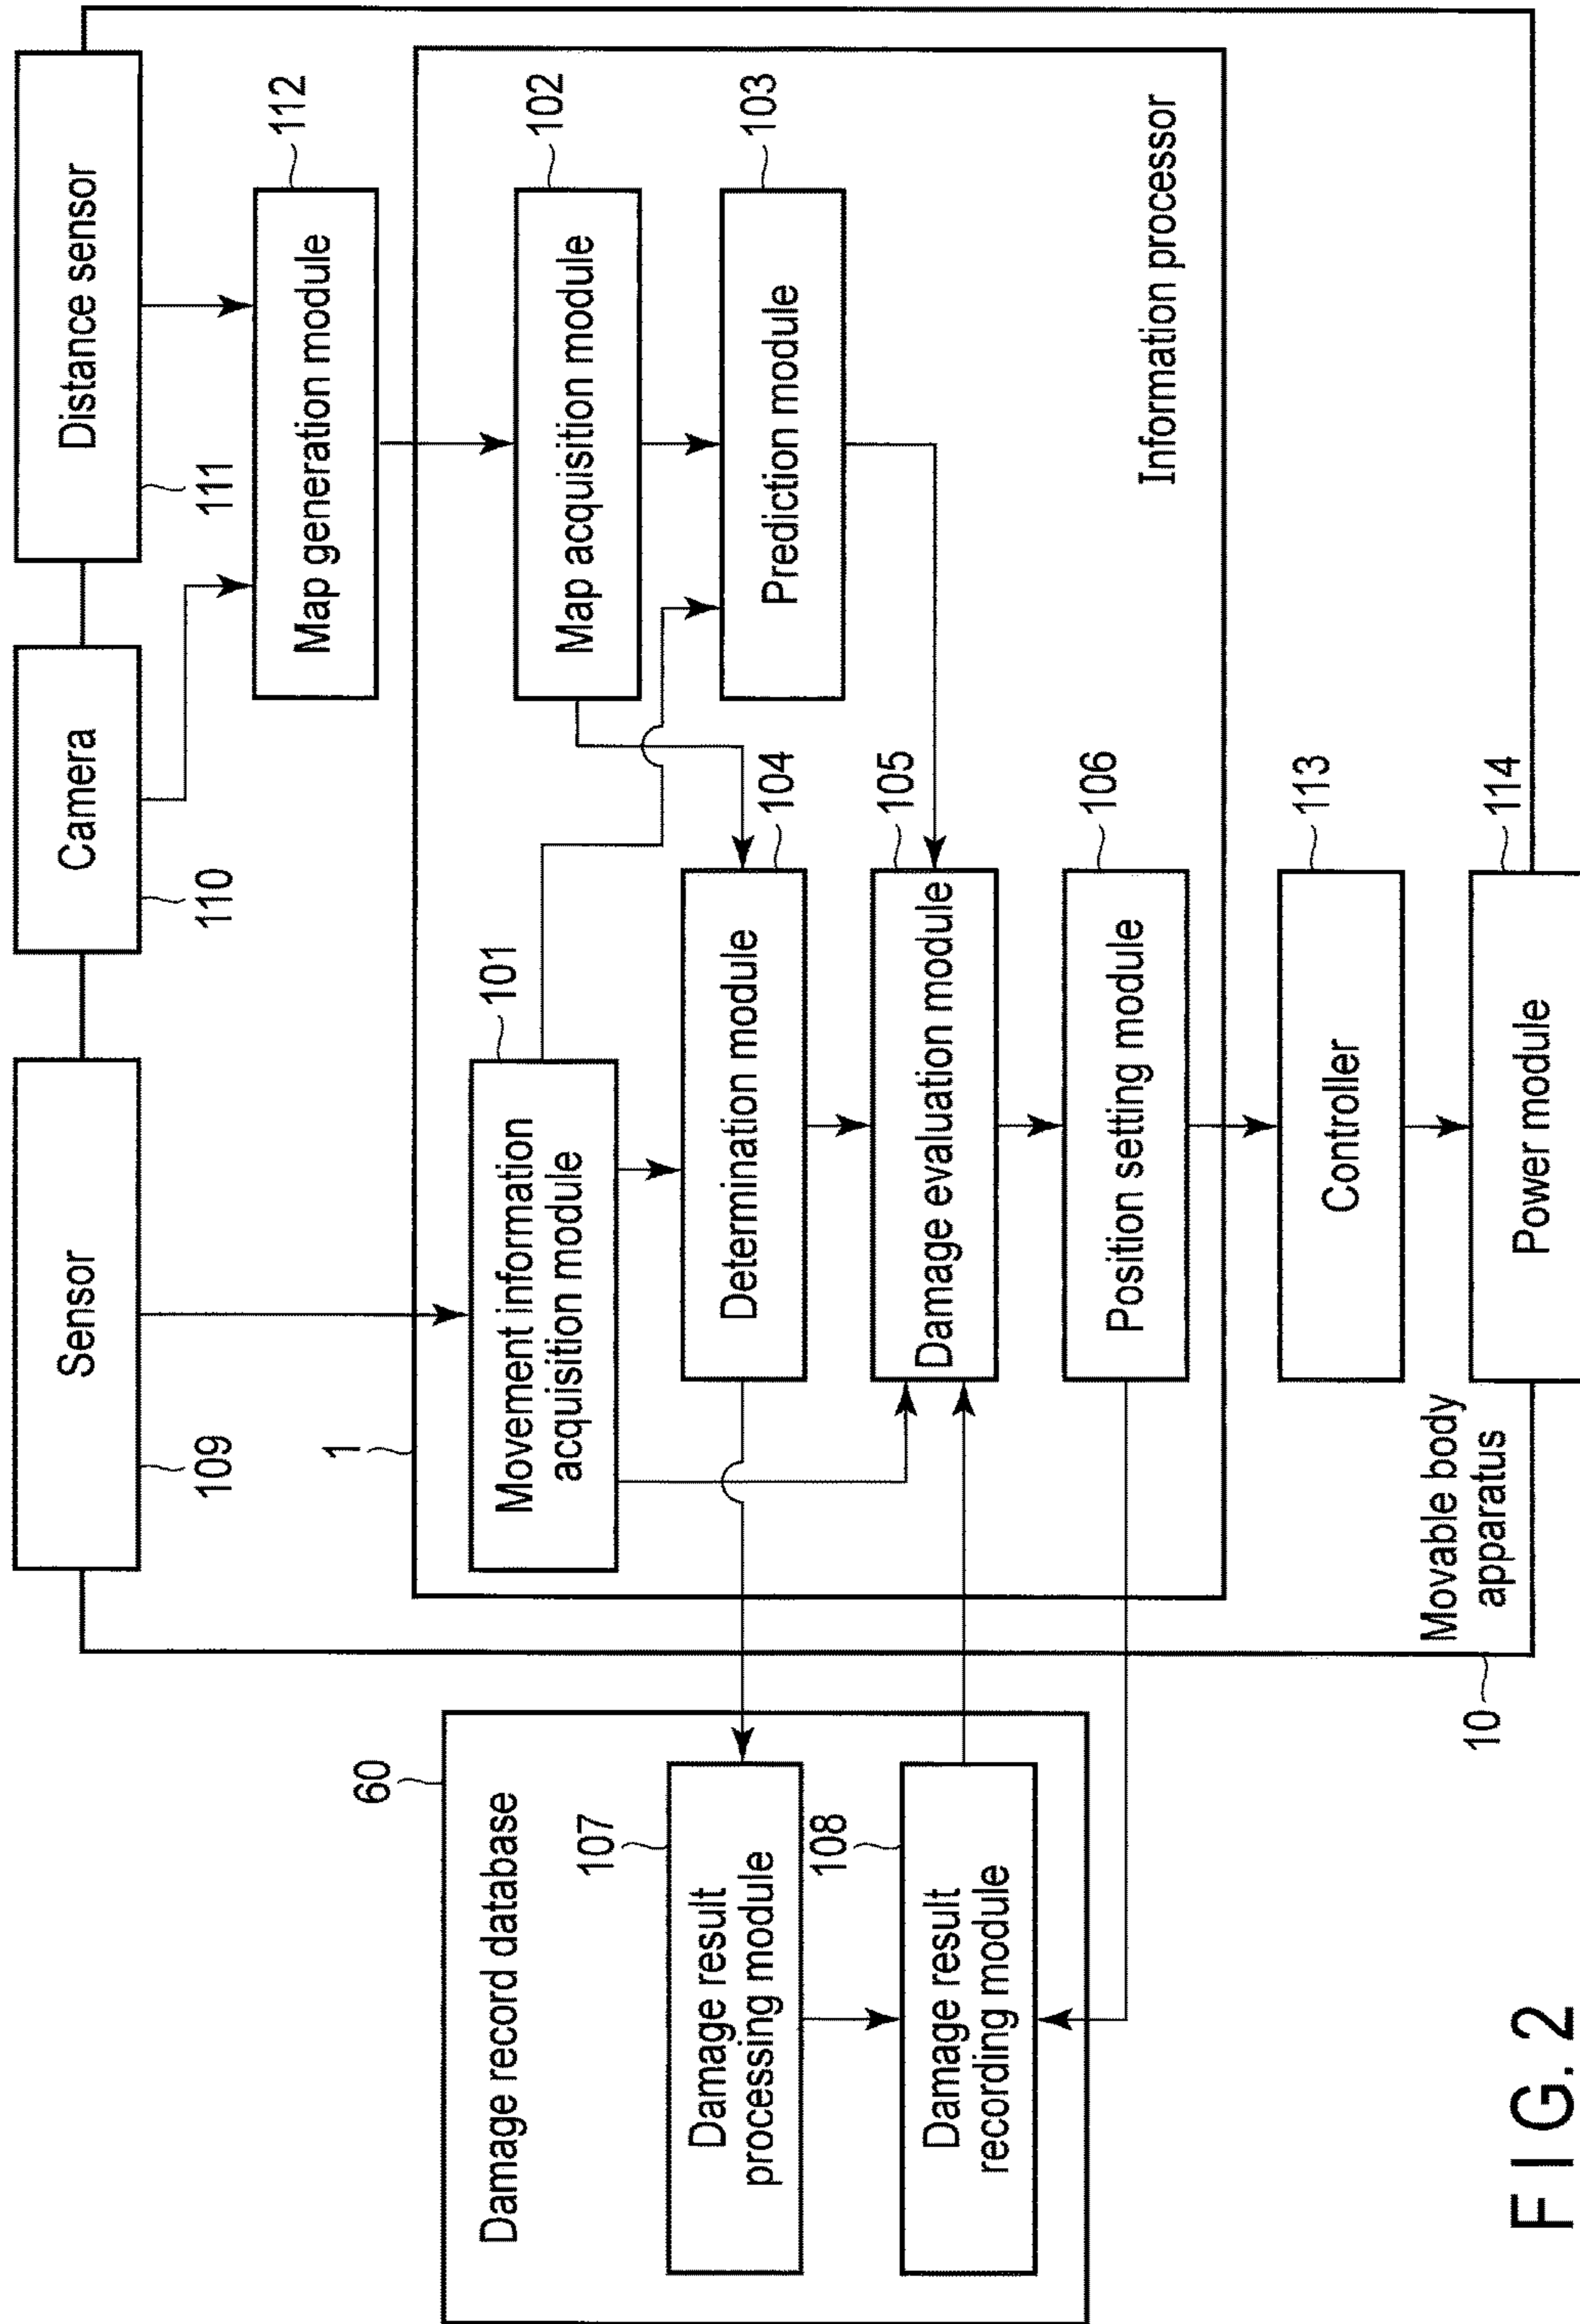 60
Damage record database
107
Damage result
processing module
108
Damage result
recording module
Sensor
109
Camera
110
Distance sensor
111
Map generation module
112
1
Movement information
acquisition module
101
Map acquisition module
102
Prediction module
103
Determination module
104
Damage evaluation module
105
Position setting module
106
Information processor
Controller
113
Power module
114
Movable body
apparatus
10
FIG. 2